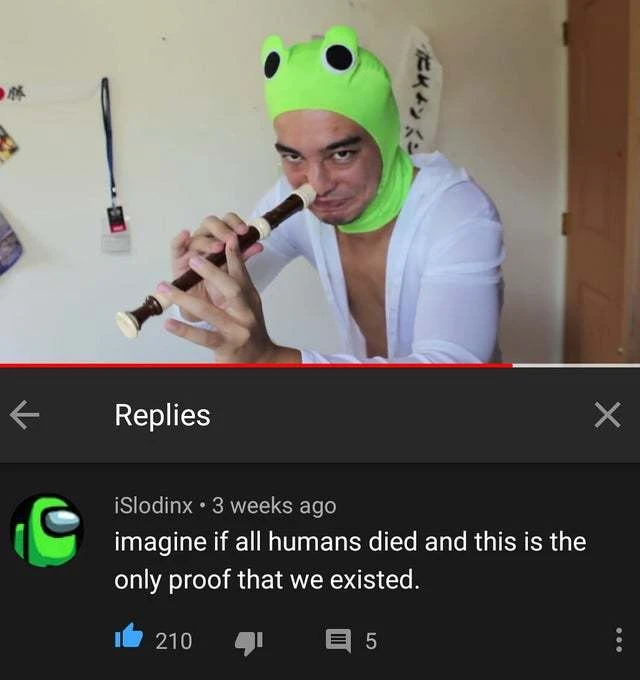 Replies
iSlodinx • 3 weeks ago
imagine if all humans died and this is the
only proof that we existed.
210
5